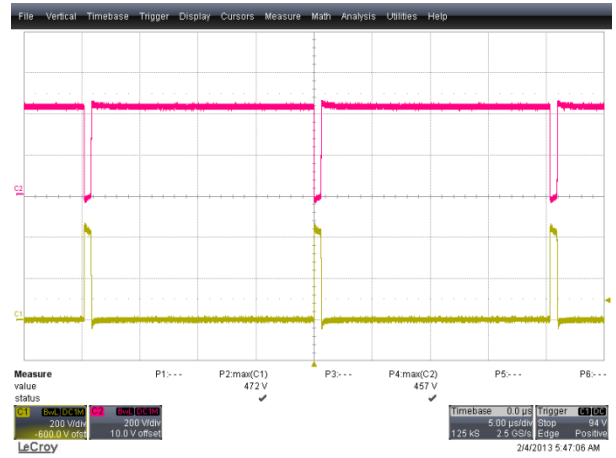 File Vertical Timebase Trigger Display Cursors Measure Math Analysis Utilities Help
C2
C1
Measure P1:- - - P2:max(C1) P3:- - - P4:max(C2) P5:- - - P6:- - -
value 472 V 457 V
status ✓ ✓
C1 BwL DC1M C2 BwL DC1M Timebase 0.0 µs Trigger C1 DC
200 V/div 200 V/div 5.00 µs/div Stop 94 V
-600.0 V ofst 10.0 V offset 125 kS 2.5 GS/s Edge Positive
LeCroy 2/4/2013 5:47:06 AM